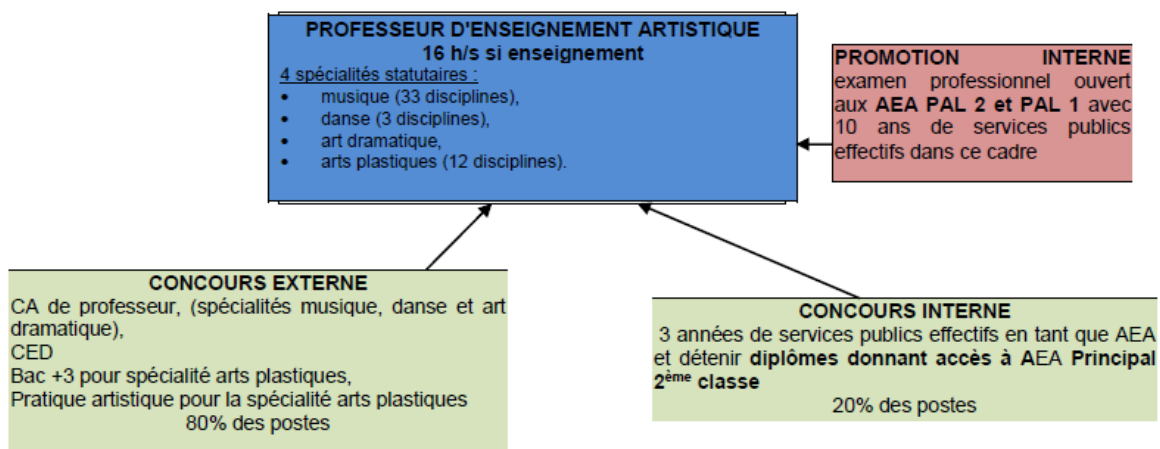 PROFESSEUR D'ENSEIGNEMENT ARTISTIQUE
16 h/s si enseignement
4 spécialités statutaires :
• musique (33 disciplines),
• danse (3 disciplines),
• art dramatique,
• arts plastiques (12 disciplines).
PROMOTION INTERNE
examen professionnel ouvert
aux AEA PAL 2 et PAL 1 avec
10 ans de services publics
effectifs dans ce cadre
CONCOURS EXTERNE
CA de professeur, (spécialités musique, danse et art
dramatique),
CED
Bac +3 pour spécialité arts plastiques,
Pratique artistique pour la spécialité arts plastiques
80% des postes
CONCOURS INTERNE
3 années de services publics effectifs en tant que AEA
et détenir diplômes donnant accès à AEA Principal
2ème classe
20% des postes